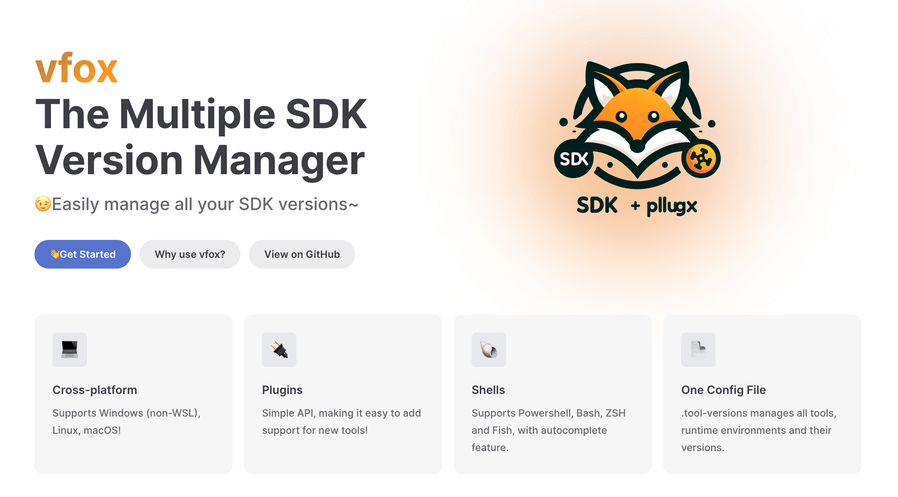 vfox
The Multiple SDK
Version Manager
😉Easily manage all your SDK versions~
👋Get Started
Why use vfox?
View on GitHub
SDK
SDK + pllugx
Cross-platform
Supports Windows (non-WSL),
Linux, macOS!
Plugins
Simple API, making it easy to add
support for new tools!
Shells
Supports Powershell, Bash, ZSH
and Fish, with autocomplete
feature.
One Config File
.tool-versions manages all tools,
runtime environments and their
versions.